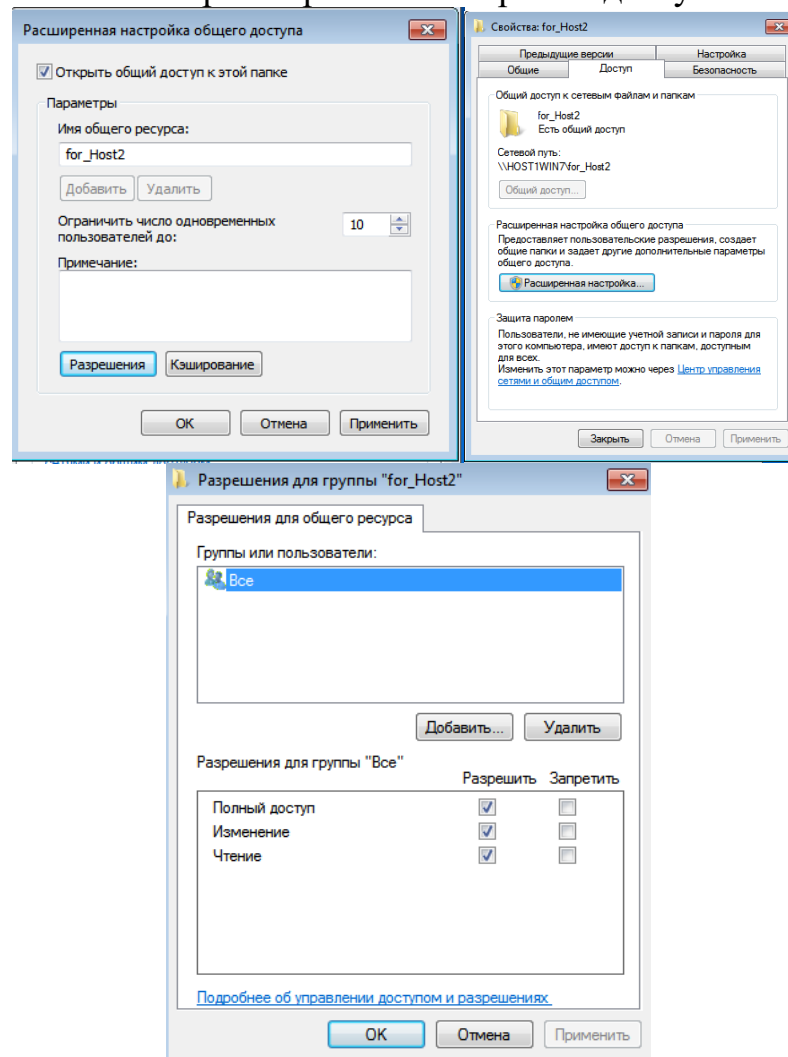 Расширенная настройка общего доступа
Открыть общий доступ к этой папке
Параметры
Имя общего ресурса:
for_Host2
Добавить Удалить
Ограничить число одновременных
пользователей до:
10
Примечание:
Разрешения Кэширование
ОК Отмена Применить
Свойства: for_Host2
Предыдущие версии Настройка
Общие Доступ Безопасность
Общий доступ к сетевым файлам и папкам
for_Host2
Есть общий доступ
Сетевой путь:
\\HOST1WIN7\for_Host2
Общий доступ...
Расширенная настройка общего доступа
Предоставляет пользовательские разрешения, создает
общие папки и задает другие дополнительные параметры
общего доступа.
Расширенная настройка...
Защита паролем
Пользователи, не имеющие учетной записи и пароля для
этого компьютера, имеют доступ к папкам, доступным
для всех.
Изменить этот параметр можно через Центр управления
сетями и общим доступом.
Закрыть Отмена Применить
Разрешения для группы "for_Host2"
Разрешения для общего ресурса
Группы или пользователи:
Все
Добавить... Удалить
Разрешения для группы "Все"
Разрешить Запретить
Полный доступ
Изменение
Чтение
Подробнее об управлении доступом и разрешениях
ОК Отмена Применить